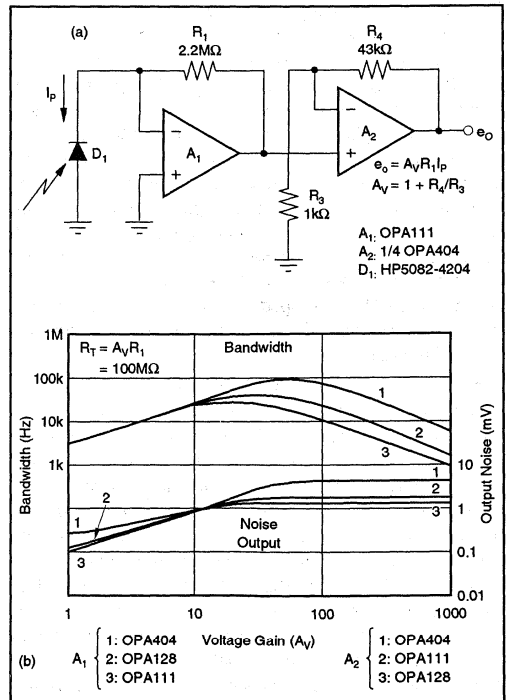 (a)
R1
2.2MΩ
R4
43kΩ
IP
D1
−
+
A1
−
+
A2
eO
R3
1kΩ
eo = AVR1IP
AV = 1 + R4/R3
A1: OPA111
A2: 1/4 OPA404
D1: HP5082-4204
RT = AVR1
= 100MΩ
Bandwidth
1M
100k
10k
1k
Bandwidth (Hz)
1
2
3
1
2
3
1
2
3
Noise
Output
10
1
0.1
0.01
Output Noise (mV)
1
10
100
1000
Voltage Gain (AV)
(b)
A1
1: OPA404
2: OPA128
3: OPA111
A2
1: OPA404
2: OPA111
3: OPA128